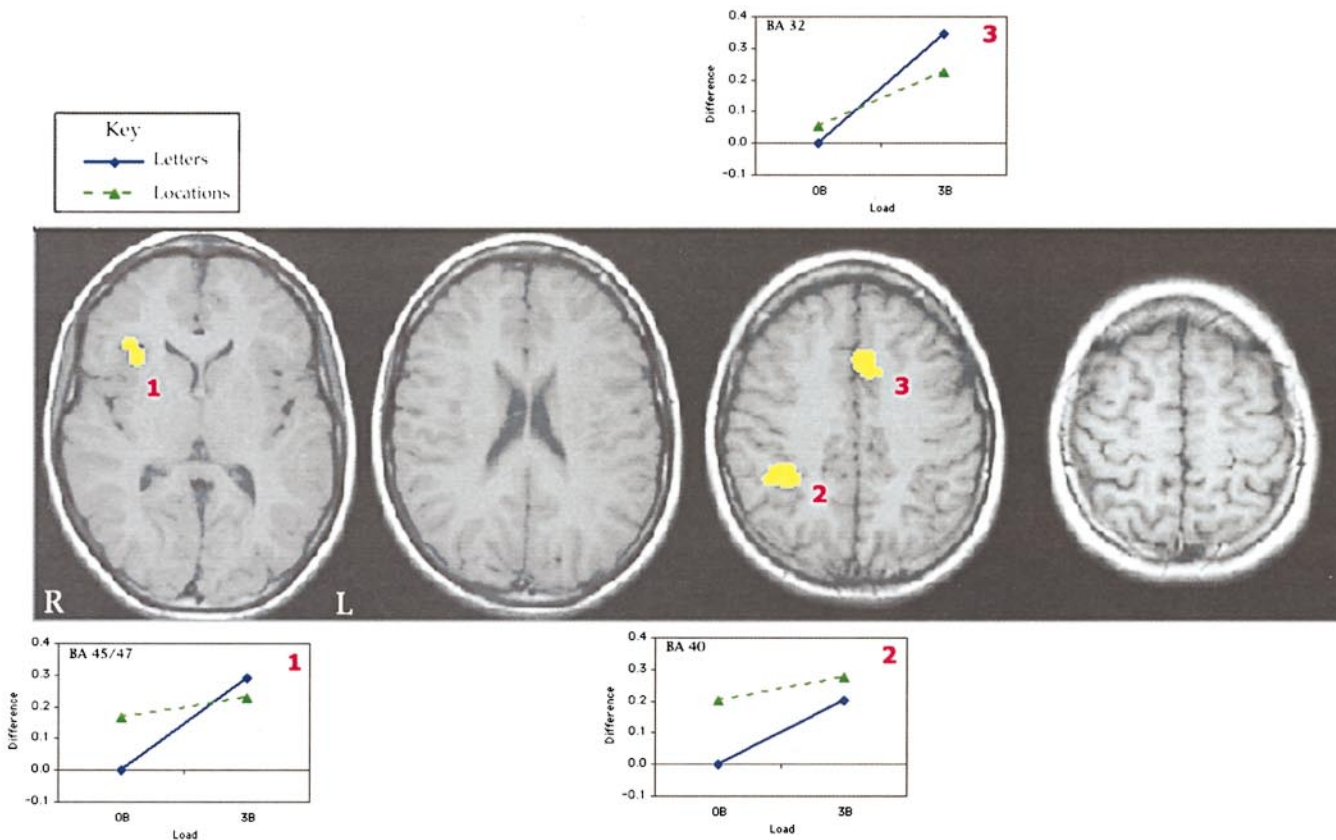 BA 32
3
0.4
0.3
0.2
0.1
0.0
-0.1
Difference
0B
3B
Load
Key
Letters
Locations
1
2
3
R
L
BA 45/47
1
0.4
0.3
0.2
0.1
0.0
-0.1
Difference
0B
3B
Load
BA 40
2
0.4
0.3
0.2
0.1
0.0
-0.1
Difference
0B
3B
Load